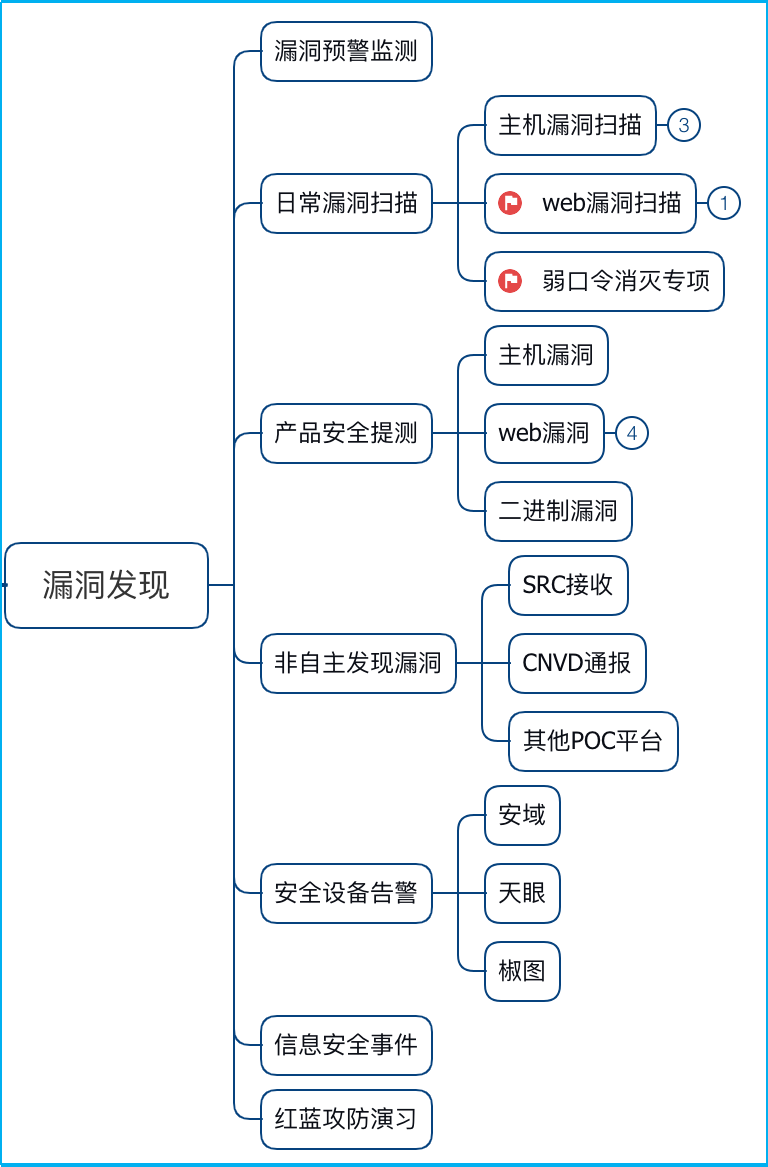 漏洞预警监测
主机漏洞扫描 3
日常漏洞扫描
web漏洞扫描 1
弱口令消灭专项
主机漏洞
产品安全提测
web漏洞 4
二进制漏洞
漏洞发现
SRC接收
非自主发现漏洞
CNVD通报
其他POC平台
安域
安全设备告警
天眼
椒图
信息安全事件
红蓝攻防演习